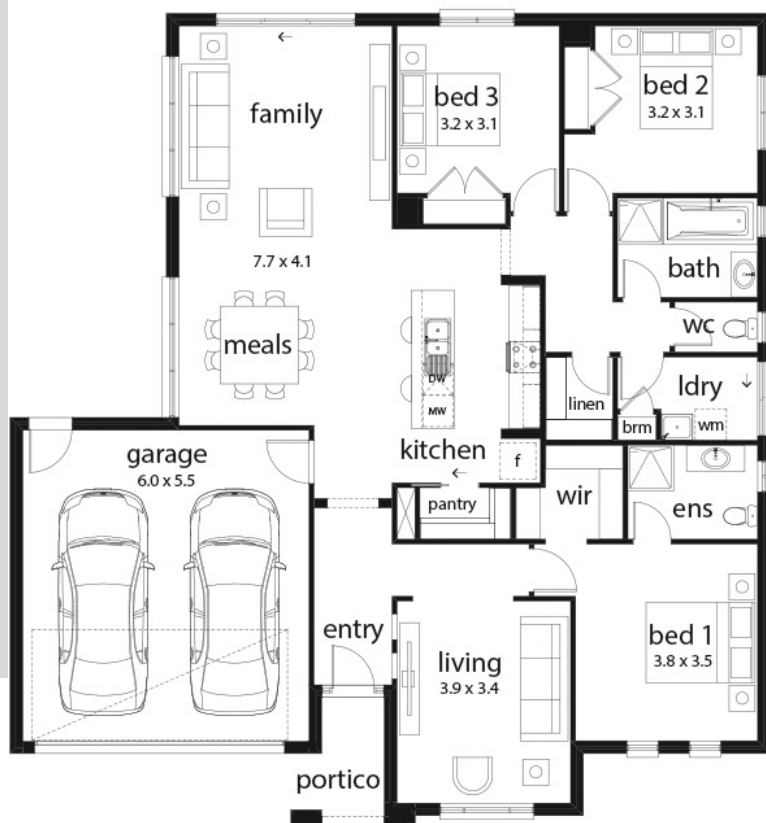 family
bed 3
3.2 x 3.1
bed 2
3.2 x 3.1
7.7 x 4.1
bath
meals
wc
DW
MW
linen
ldry
brm
wm
kitchen
f
garage
6.0 x 5.5
pantry
wir
ens
entry
living
3.9 x 3.4
bed 1
3.8 x 3.5
portico